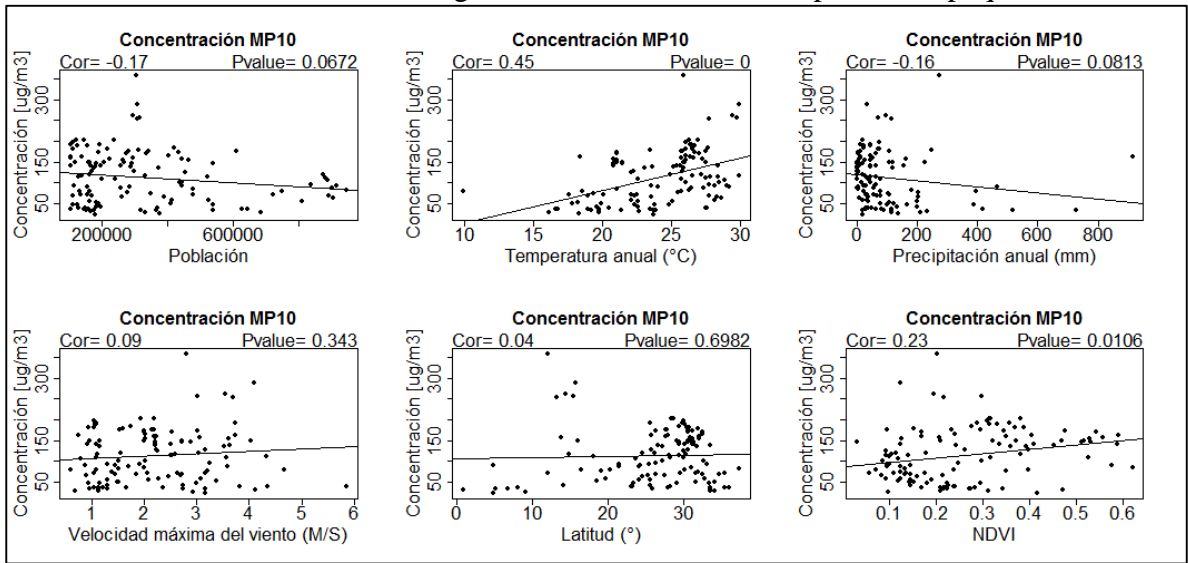 Concentración MP10
Cor= -0.17 Pvalue= 0.0672
Concentración [ug/m3]
50 150 300
200000 600000
Población
Concentración MP10
Cor= 0.45 Pvalue= 0
Concentración [ug/m3]
50 150 300
10 15 20 25 30
Temperatura anual (°C)
Concentración MP10
Cor= -0.16 Pvalue= 0.0813
Concentración [ug/m3]
50 150 300
0 200 400 600 800
Precipitación anual (mm)
Concentración MP10
Cor= 0.09 Pvalue= 0.343
Concentración [ug/m3]
50 150 300
1 2 3 4 5 6
Velocidad máxima del viento (M/S)
Concentración MP10
Cor= 0.04 Pvalue= 0.6982
Concentración [ug/m3]
50 150 300
0 10 20 30
Latitud (°)
Concentración MP10
Cor= 0.23 Pvalue= 0.0106
Concentración [ug/m3]
50 150 300
0.1 0.2 0.3 0.4 0.5 0.6
NDVI